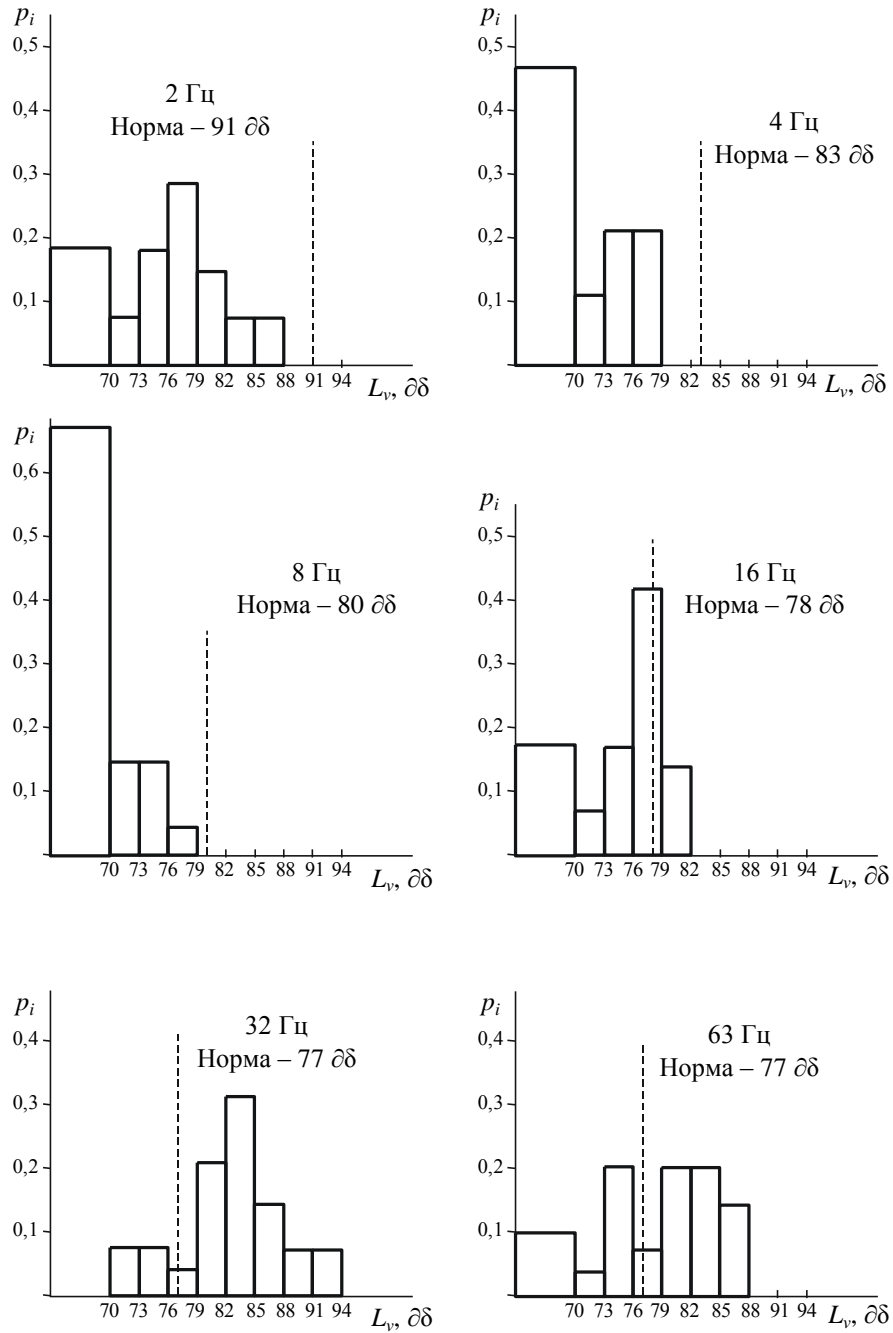 p_i
0,5
0,4
0,3
0,2
0,1
2 Гц
Норма – 91 ∂δ
70 73 76 79 82 85 88 91 94
L_v, ∂δ
p_i
0,5
0,4
0,3
0,2
0,1
4 Гц
Норма – 83 ∂δ
70 73 76 79 82 85 88 91 94
L_v, ∂δ
p_i
0,6
0,5
0,4
0,3
0,2
0,1
8 Гц
Норма – 80 ∂δ
70 73 76 79 82 85 88 91 94
L_v, ∂δ
p_i
0,5
0,4
0,3
0,2
0,1
16 Гц
Норма – 78 ∂δ
70 73 76 79 82 85 88 91 94
L_v, ∂δ
p_i
0,4
0,3
0,2
0,1
32 Гц
Норма – 77 ∂δ
70 73 76 79 82 85 88 91 94
L_v, ∂δ
p_i
0,4
0,3
0,2
0,1
63 Гц
Норма – 77 ∂δ
70 73 76 79 82 85 88 91 94
L_v, ∂δ